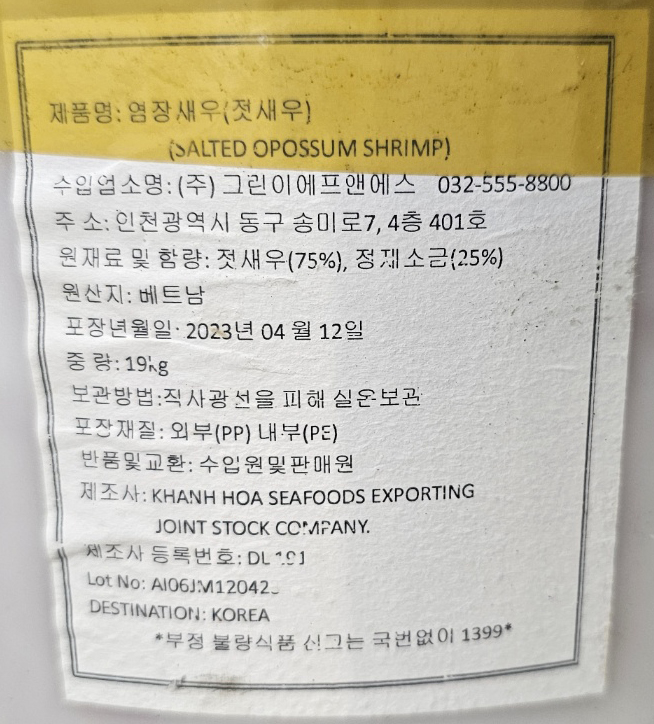 제품명: 염장새우(젓새우)
(SALTED OPOSSUM SHRIMP)
수입업소명: (주) 그린이에프앤에스 032-555-8800
주 소: 인천광역시 동구 송미로7, 4층 401호
원재료 및 함량: 젓새우(75%), 정제소금(25%)
원산지: 베트남
포장년월일: 2023년 04 월 12일
중 량: 19kg
보관방법:직사광선을 피해 실온보관
포장재질: 외부(PP) 내부(PE)
반품및교환: 수입원및판매원
제조사: KHANH HOA SEAFOODS EXPORTING
JOINT STOCK COMPANY.
제조사 등록번호: DL
Lot No:
DESTINATION: KOREA
*부정 불량식품 신고는 국번없이 1399*